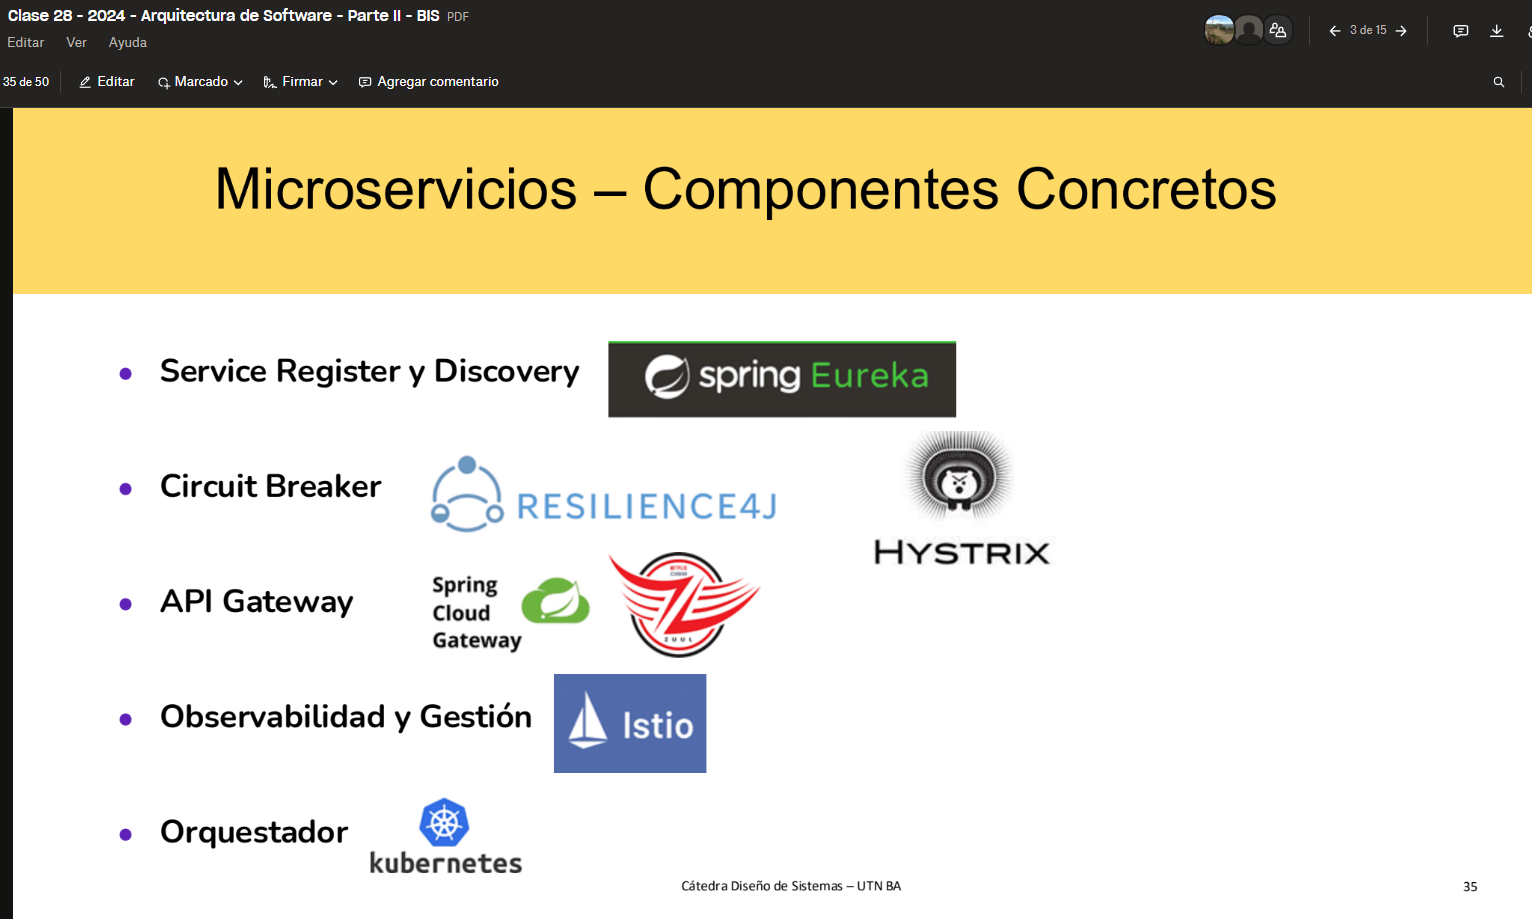 Clase 28 - 2024 - Arquitectura de Software - Parte II - BIS PDF
Editar Ver Ayuda
3 de 15
35 de 50 Editar Marcado Firmar Agregar comentario
Microservicios – Componentes Concretos
• Service Register y Discovery
spring Eureka
• Circuit Breaker
RESILIENCE4J
HYSTRIX
• API Gateway
Spring
Cloud
Gateway
NETFLIX
ZUUL
• Observabilidad y Gestión
Istio
• Orquestador
kubernetes
Cátedra Diseño de Sistemas – UTN BA
35